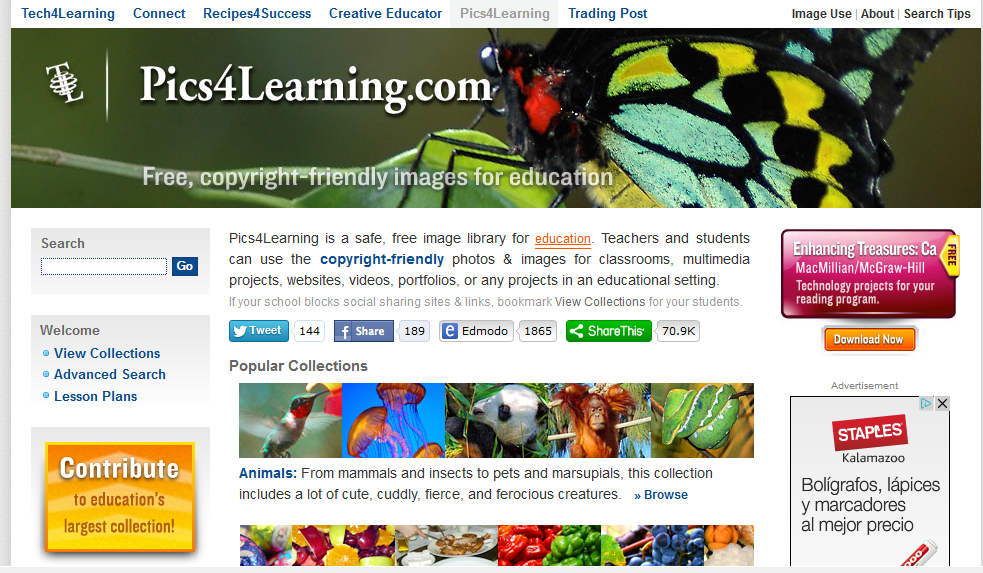 Tech4Learning Connect Recipes4Success Creative Educator Pics4Learning Trading Post Image Use | About | Search Tips
Pics4Learning.com
Free, copyright-friendly images for education
Search
Go
Welcome
View Collections
Advanced Search
Lesson Plans
Contribute
to education's
largest collection!
Pics4Learning is a safe, free image library for education. Teachers and students
can use the copyright-friendly photos & images for classrooms, multimedia
projects, websites, videos, portfolios, or any projects in an educational setting.
If your school blocks social sharing sites & links, bookmark View Collections for your students.
Tweet 144 Share 189 Edmodo 1865 ShareThis 70.9K
Popular Collections
Animals: From mammals and insects to pets and marsupials, this collection
includes a lot of cute, cuddly, fierce, and ferocious creatures. » Browse
Enhancing Treasures: Ca
MacMillian/McGraw-Hill
Technology projects for your
reading program.
FREE
Download Now
Advertisement
STAPLES
Kalamazoo
Bolígrafos, lápices
y marcadores
al mejor precio